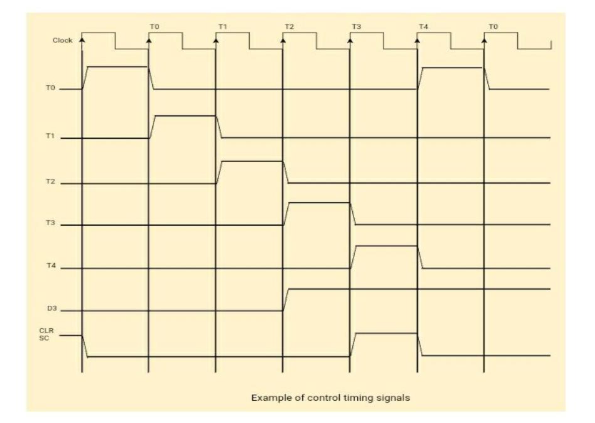 T0 T1 T2 T3 T4 T0
Clock
T0
T1
T2
T3
T4
D3
CLR
SC
Example of control timing signals